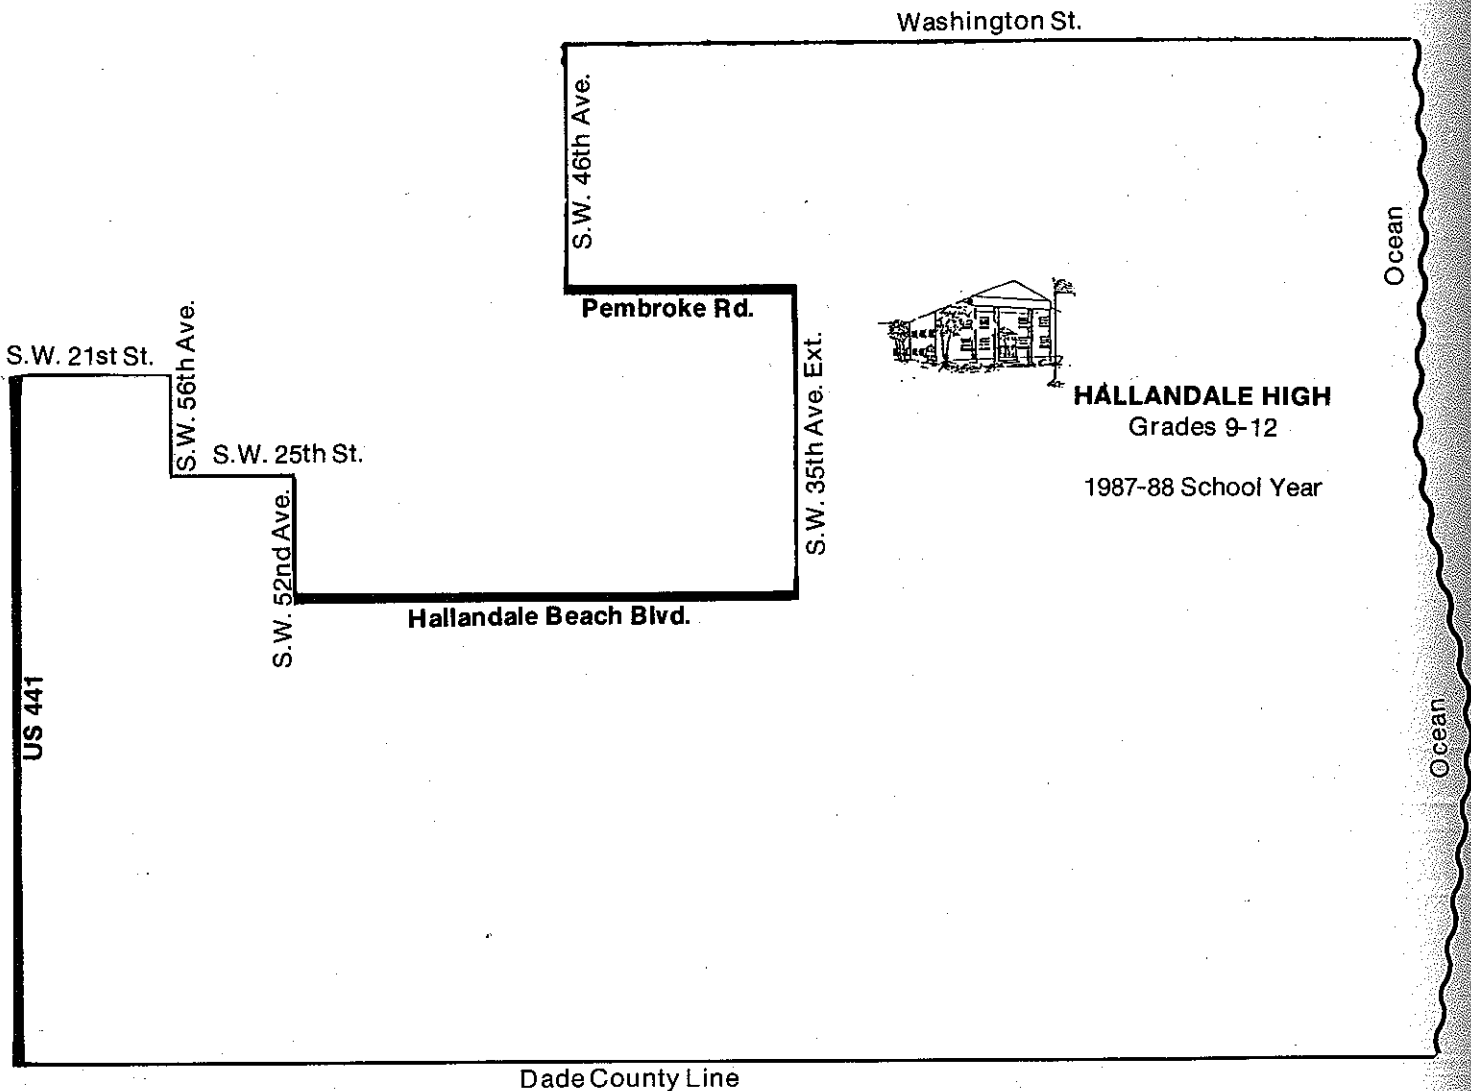 Washington St.
S.W. 46th Ave.
Ocean
Pembroke Rd.
S.W. 21st St.
S.W. 56th Ave.
S.W. 35th Ave. Ext.
HALLANDALE HIGH
Grades 9-12
S.W. 25th St.
1987-88 School Year
S.W. 52nd Ave.
Hallandale Beach Blvd.
US 441
Ocean
Dade County Line